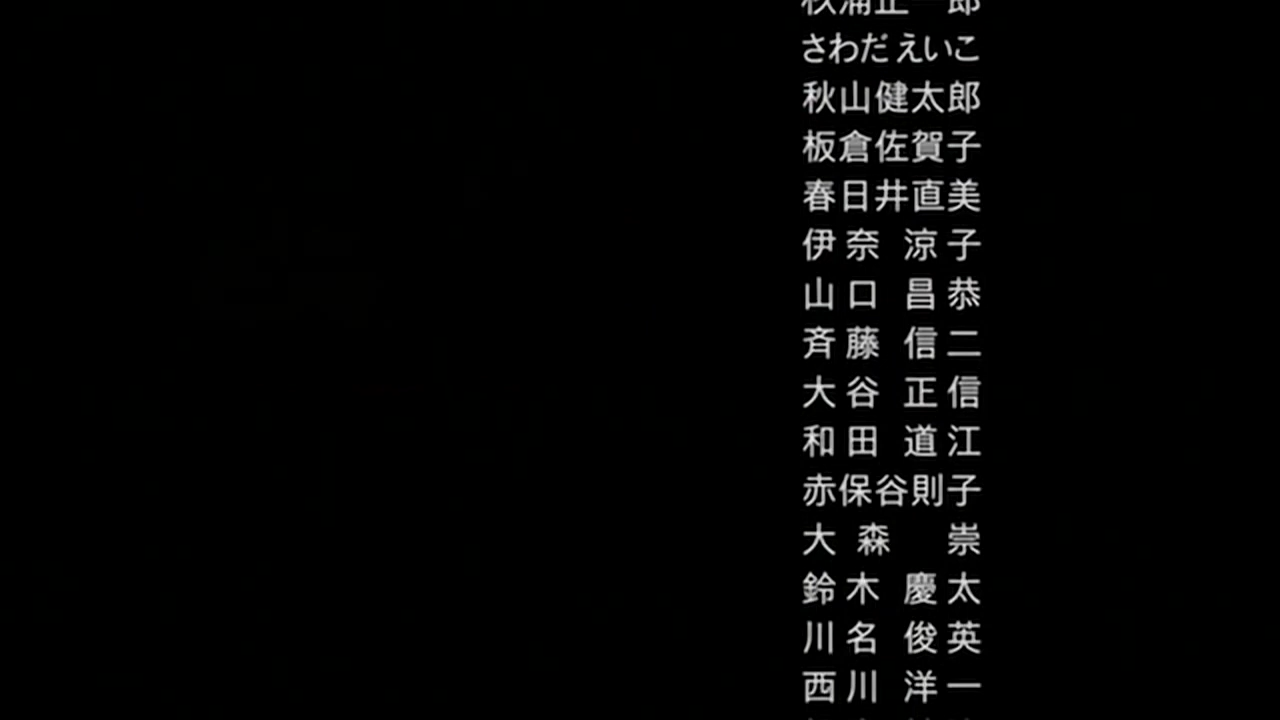 さわだえいこ
秋山健太郎
板倉佐賀子
春日井直美
伊奈 涼子
山口 昌恭
斉藤 信二
大谷 正信
和田 道江
赤保谷則子
大森 崇
鈴木 慶太
川名 俊英
西川 洋一